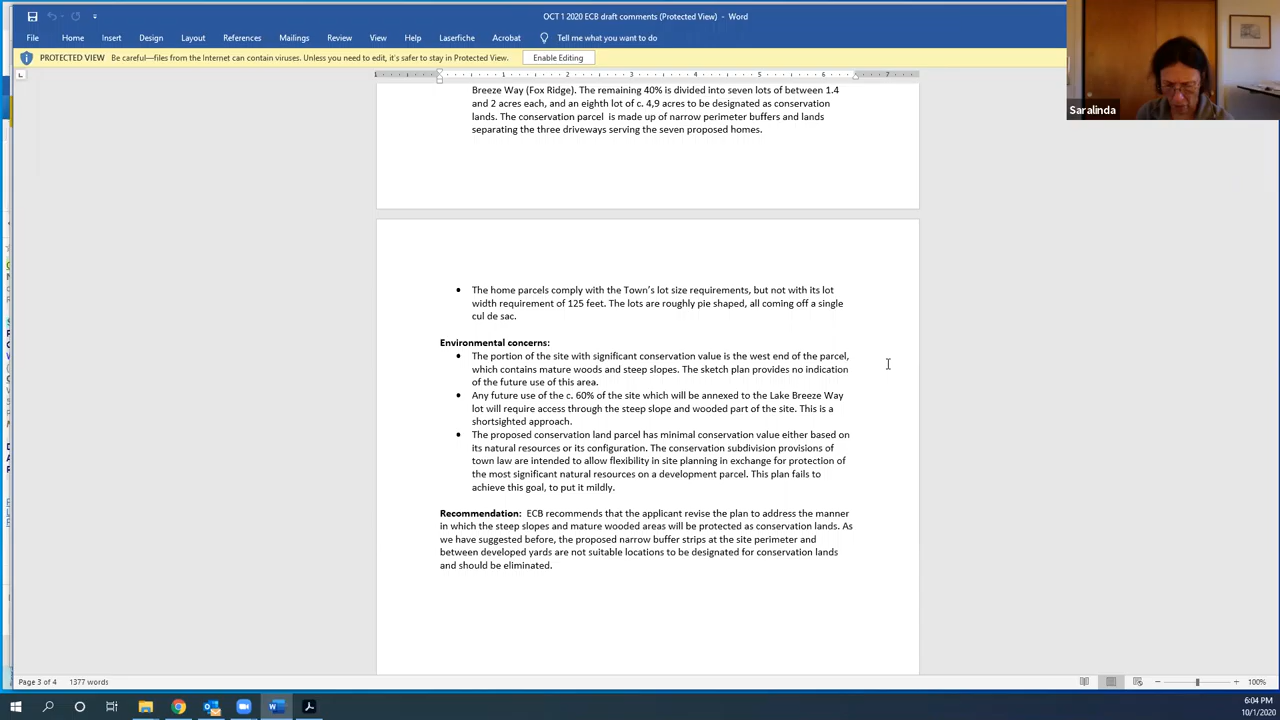 OCT 1 2020 ECB draft comments (Protected View) - Word
File Home Insert Design Layout References Mailings Review View Help Laserfiche Acrobat Tell me what you want to do
PROTECTED VIEW Be careful—files from the Internet can contain viruses. Unless you need to edit, it's safer to stay in Protected View. Enable Editing
1 1 2 3 4 5 6 7
Breeze Way (Fox Ridge). The remaining 40% is divided into seven lots of between 1.4
and 2 acres each, and an eighth lot of c. 4,9 acres to be designated as conservation
lands. The conservation parcel is made up of narrow perimeter buffers and lands
separating the three driveways serving the seven proposed homes.
Saralinda
• The home parcels comply with the Town's lot size requirements, but not with its lot
width requirement of 125 feet. The lots are roughly pie shaped, all coming off a single
cul de sac.
Environmental concerns:
• The portion of the site with significant conservation value is the west end of the parcel,
which contains mature woods and steep slopes. The sketch plan provides no indication
of the future use of this area.
• Any future use of the c. 60% of the site which will be annexed to the Lake Breeze Way
lot will require access through the steep slope and wooded part of the site. This is a
shortsighted approach.
• The proposed conservation land parcel has minimal conservation value either based on
its natural resources or its configuration. The conservation subdivision provisions of
town law are intended to allow flexibility in site planning in exchange for protection of
the most significant natural resources on a development parcel. This plan fails to
achieve this goal, to put it mildly.
Recommendation: ECB recommends that the applicant revise the plan to address the manner
in which the steep slopes and mature wooded areas will be protected as conservation lands. As
we have suggested before, the proposed narrow buffer strips at the site perimeter and
between developed yards are not suitable locations to be designated for conservation lands
and should be eliminated.
Page 3 of 4 1377 words 100%
6:04 PM
10/1/2020